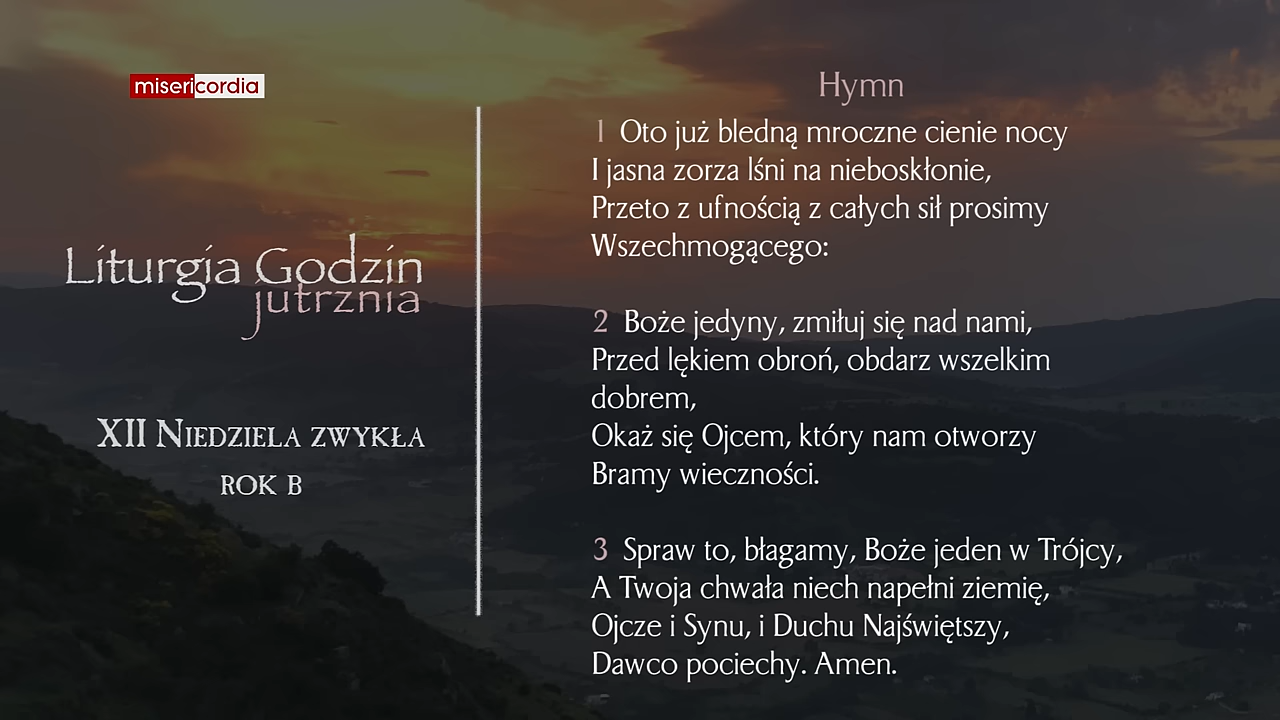 misericordia
Liturgia Godzin
jutrznia
XII Niedziela zwykła
rok B
Hymn
1 Oto już bledną mroczne cienie nocy
I jasna zorza lśni na nieboskłonie,
Przeto z ufnością z całych sił prosimy
Wszechmogącego:
2 Boże jedyny, zmiłuj się nad nami,
Przed lękiem obroń, obdarz wszelkim
dobrem,
Okaż się Ojcem, który nam otworzy
Bramy wieczności.
3 Spraw to, błagamy, Boże jeden w Trójcy,
A Twoja chwała niech napełni ziemię,
Ojcze i Synu, i Duchu Najświętszy,
Dawco pociechy. Amen.